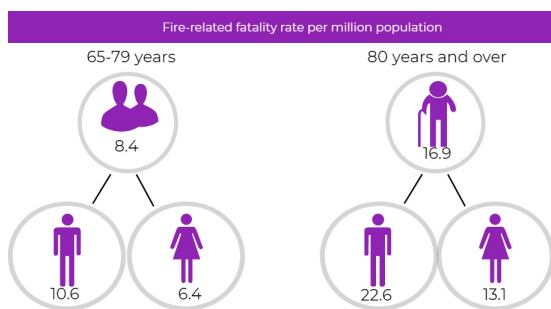 Fire-related fatality rate per million population
65-79 years
80 years and over
8.4
16.9
10.6
6.4
22.6
13.1